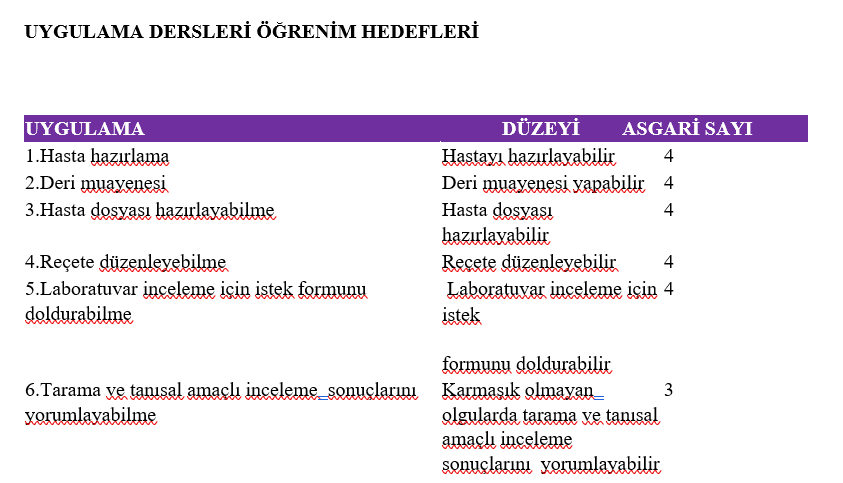 UYGULAMA DERSLERİ ÖĞRENİM HEDEFLERİ
UYGULAMA DÜZEYİ ASGARİ SAYI
1.Hasta hazırlama Hastayı hazırlayabilir 4
2.Deri muayenesi Deri muayenesi yapabilir 4
3.Hasta dosyası hazırlayabilme Hasta dosyası 4
hazırlayabilir
4.Reçete düzenleyebilme Reçete düzenleyebilir 4
5.Laboratuvar inceleme için istek formunu Laboratuvar inceleme için 4
doldurabilme istek
formunu doldurabilir
6.Tarama ve tanısal amaçlı inceleme sonuçlarını Karmaşık olmayan 3
yorumlayabilme olgularda tarama ve tanısal
amaçlı inceleme
sonuçlarını yorumlayabilir